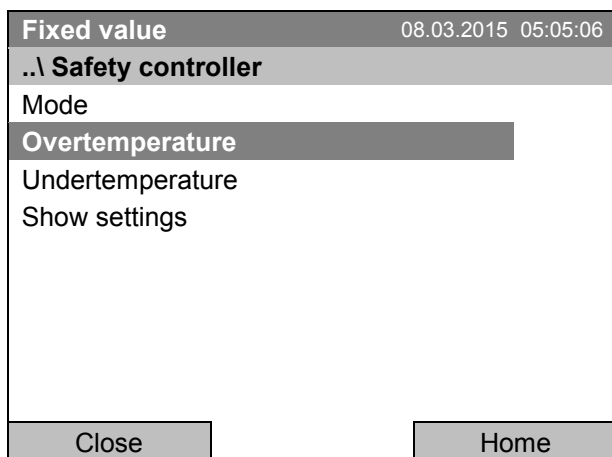 Fixed value 08.03.2015 05:05:06
..\ Safety controller
Mode
Overtemperature
Undertemperature
Show settings
Close Home